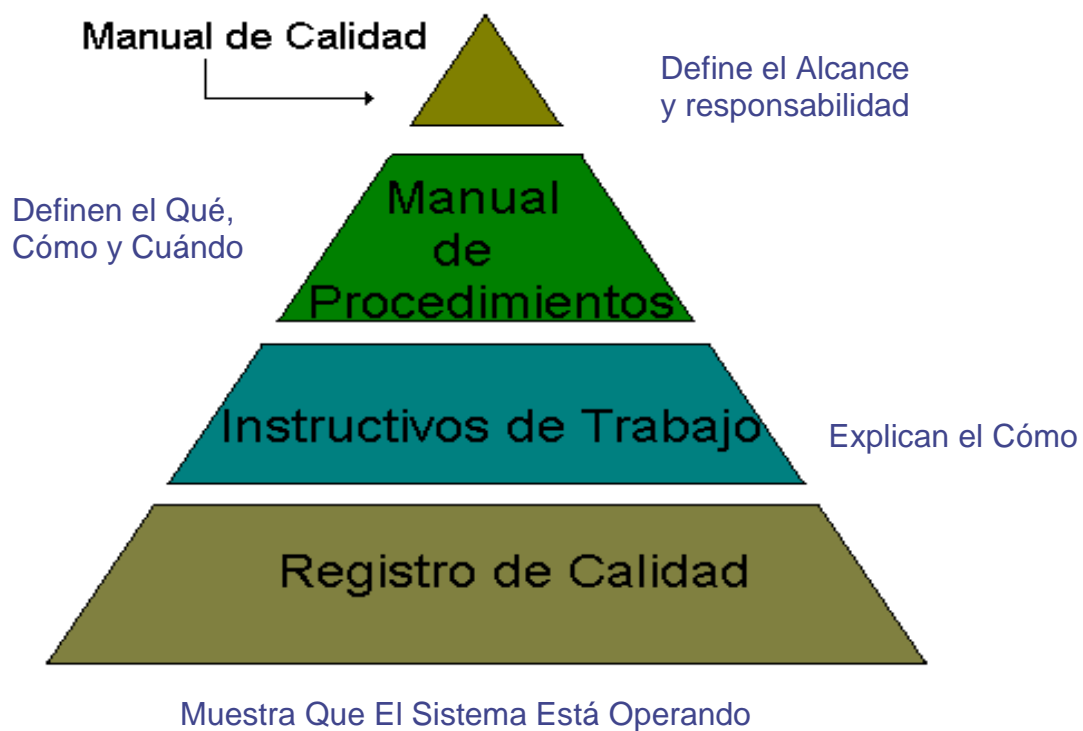 Manual de Calidad
Define el Alcance
y responsabilidad
Definen el Qué,
Cómo y Cuándo
Manual
de
Procedimientos
Instructivos de Trabajo
Explican el Cómo
Registro de Calidad
Muestra Que El Sistema Está Operando